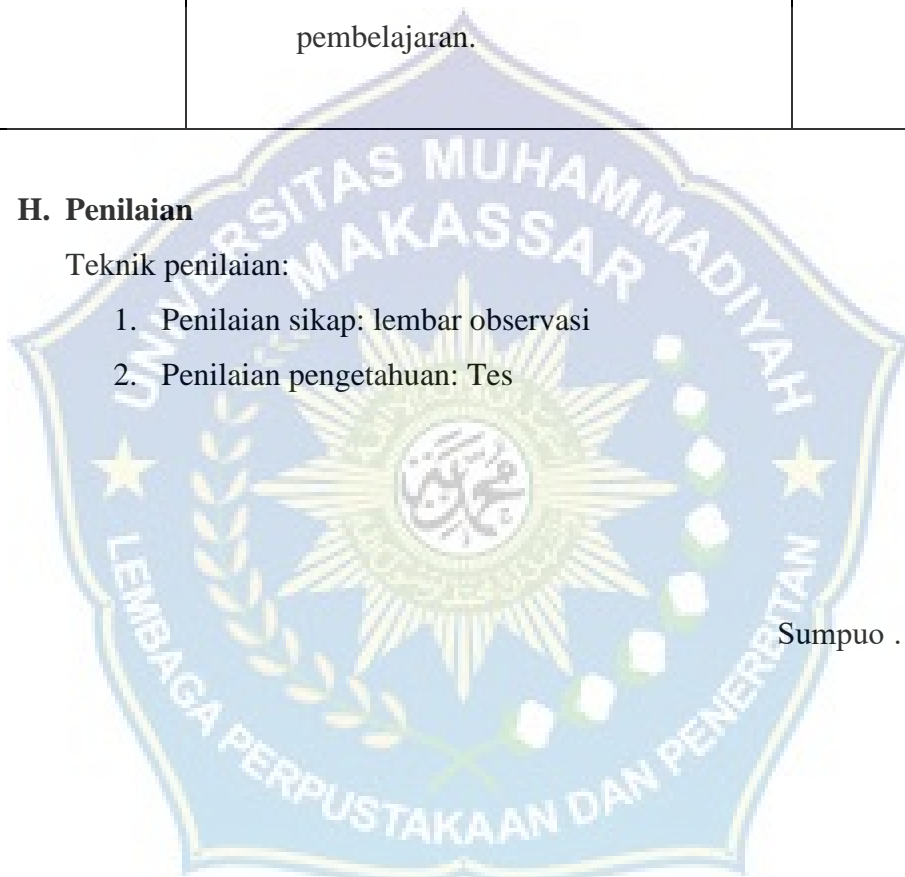 pembelajaran.
H. Penilaian
Teknik penilaian:
1. Penilaian sikap: lembar observasi
2. Penilaian pengetahuan: Tes
Sumpuo .
UNIVERSITAS MUHAMMADIYAH
MAKASSAR
LEMBAGA PERPUSTAKAAN DAN PENERBITAN